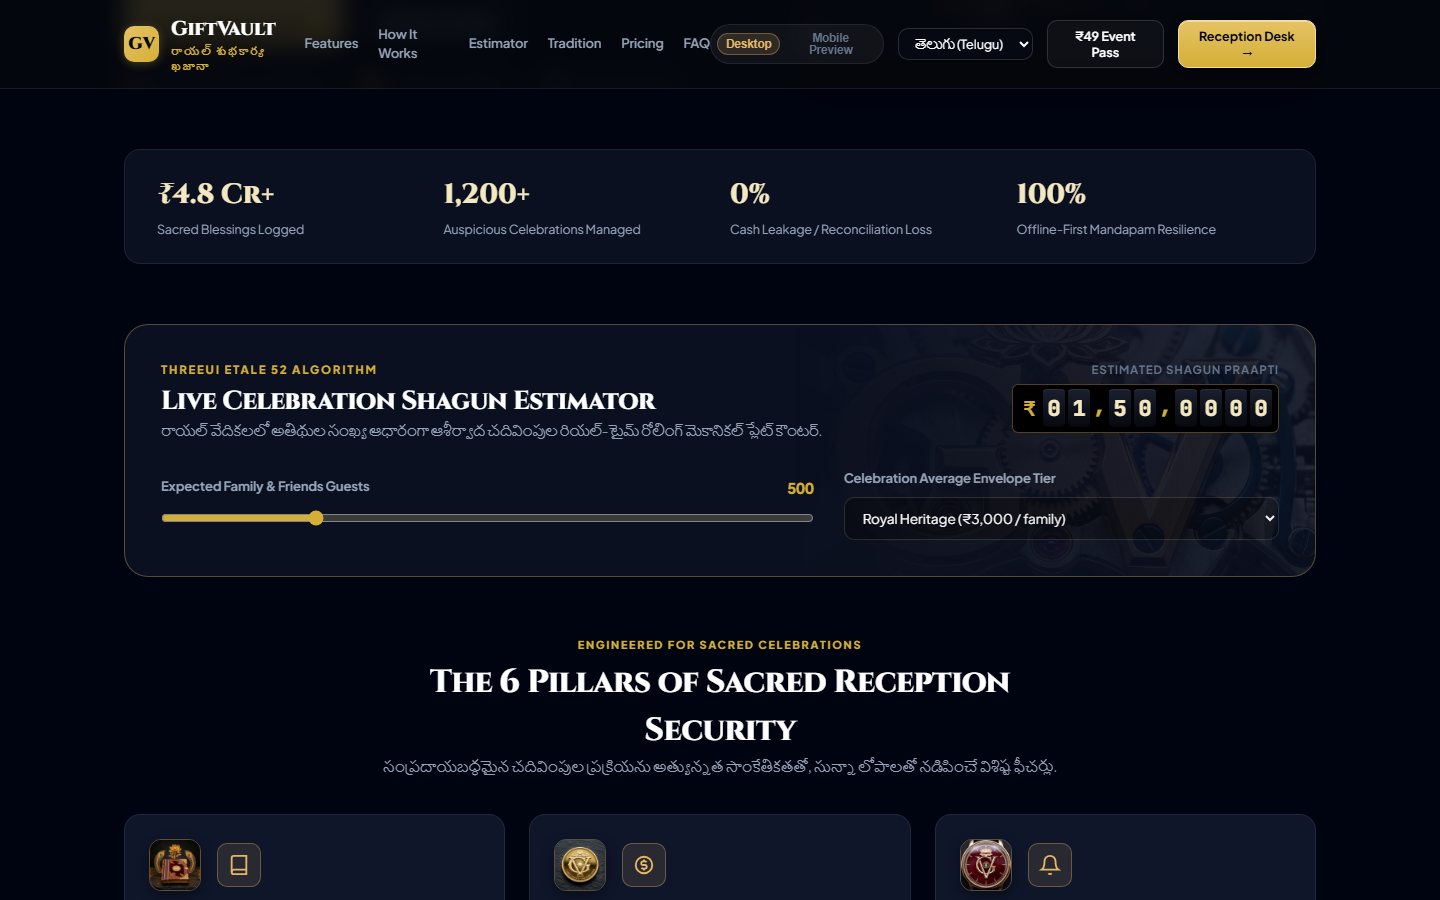 GV
GiftVault
రాయల్ శుభకార్య
ఖజానా
Features
How It
Works
Estimator
Tradition
Pricing
FAQ
Desktop
Mobile
Preview
తెలుగు (Telugu)
₹49 Event
Pass
Reception Desk
→
₹4.8 Cr+
Sacred Blessings Logged
1,200+
Auspicious Celebrations Managed
0%
Cash Leakage / Reconciliation Loss
100%
Offline-First Mandapam Resilience
THREEUI ETALE 52 ALGORITHM
Live Celebration Shagun Estimator
రాయల్ వేదికలలో అతిథుల సంఖ్య ఆధారంగా ఆశీర్వాద చదివింపుల రియల్-టైమ్ రోలింగ్ మెకానికల్ ప్లేట్ కౌంటర్.
ESTIMATED SHAGUN PRAAPTI
₹ 01,50,0000
Expected Family & Friends Guests
500
Celebration Average Envelope Tier
Royal Heritage (₹3,000 / family)
ENGINEERED FOR SACRED CELEBRATIONS
The 6 Pillars of Sacred Reception
Security
సంప్రదాయబద్ధమైన చదివింపుల ప్రక్రియను అత్యున్నత సాంకేతికతతో, సున్నా లోపాలతో నడిపించే విశిష్ట ఫీచర్లు.